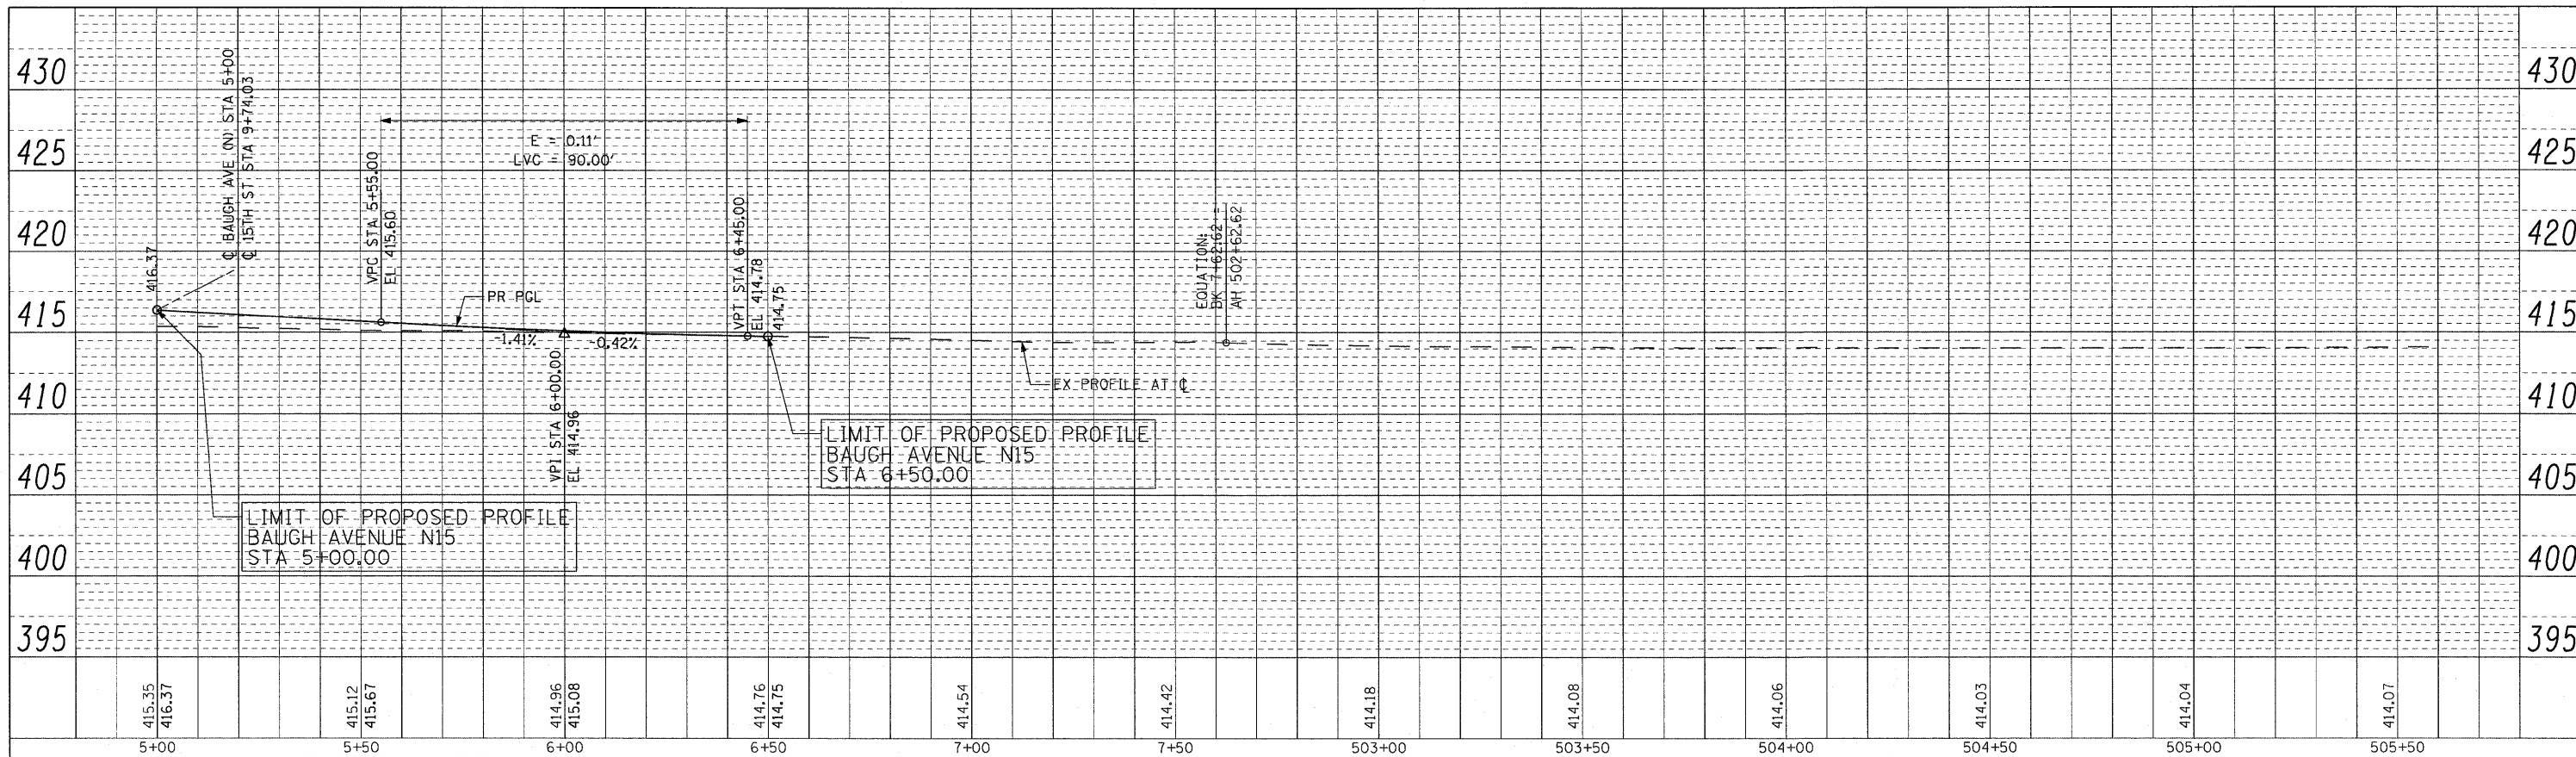 430
430
425
425
420
420
415
415
410
410
405
405
400
400
395
395
416.37
℄ BAUGH AVE (N) STA 5+00
℄ 15TH ST STA 9+74.03
VPC STA 5+55.00
EL 415.60
E = 0.11'
LVC = 90.00'
VPT STA 6+45.00
EL 414.78
414.75
EQUATION:
BK 7+62.62 =
AH 502+62.62
PR PGL
-1.41%
-0.42%
VPI STA 6+00.00
EL 414.96
EX PROFILE AT ℄
LIMIT OF PROPOSED PROFILE
BAUGH AVENUE N15
STA 6+50.00
LIMIT OF PROPOSED PROFILE
BAUGH AVENUE N15
STA 5+00.00
415.35
416.37
415.12
415.67
414.96
415.08
414.76
414.75
414.54
414.42
414.18
414.08
414.06
414.03
414.04
414.07
5+00
5+50
6+00
6+50
7+00
7+50
503+00
503+50
504+00
504+50
505+00
505+50